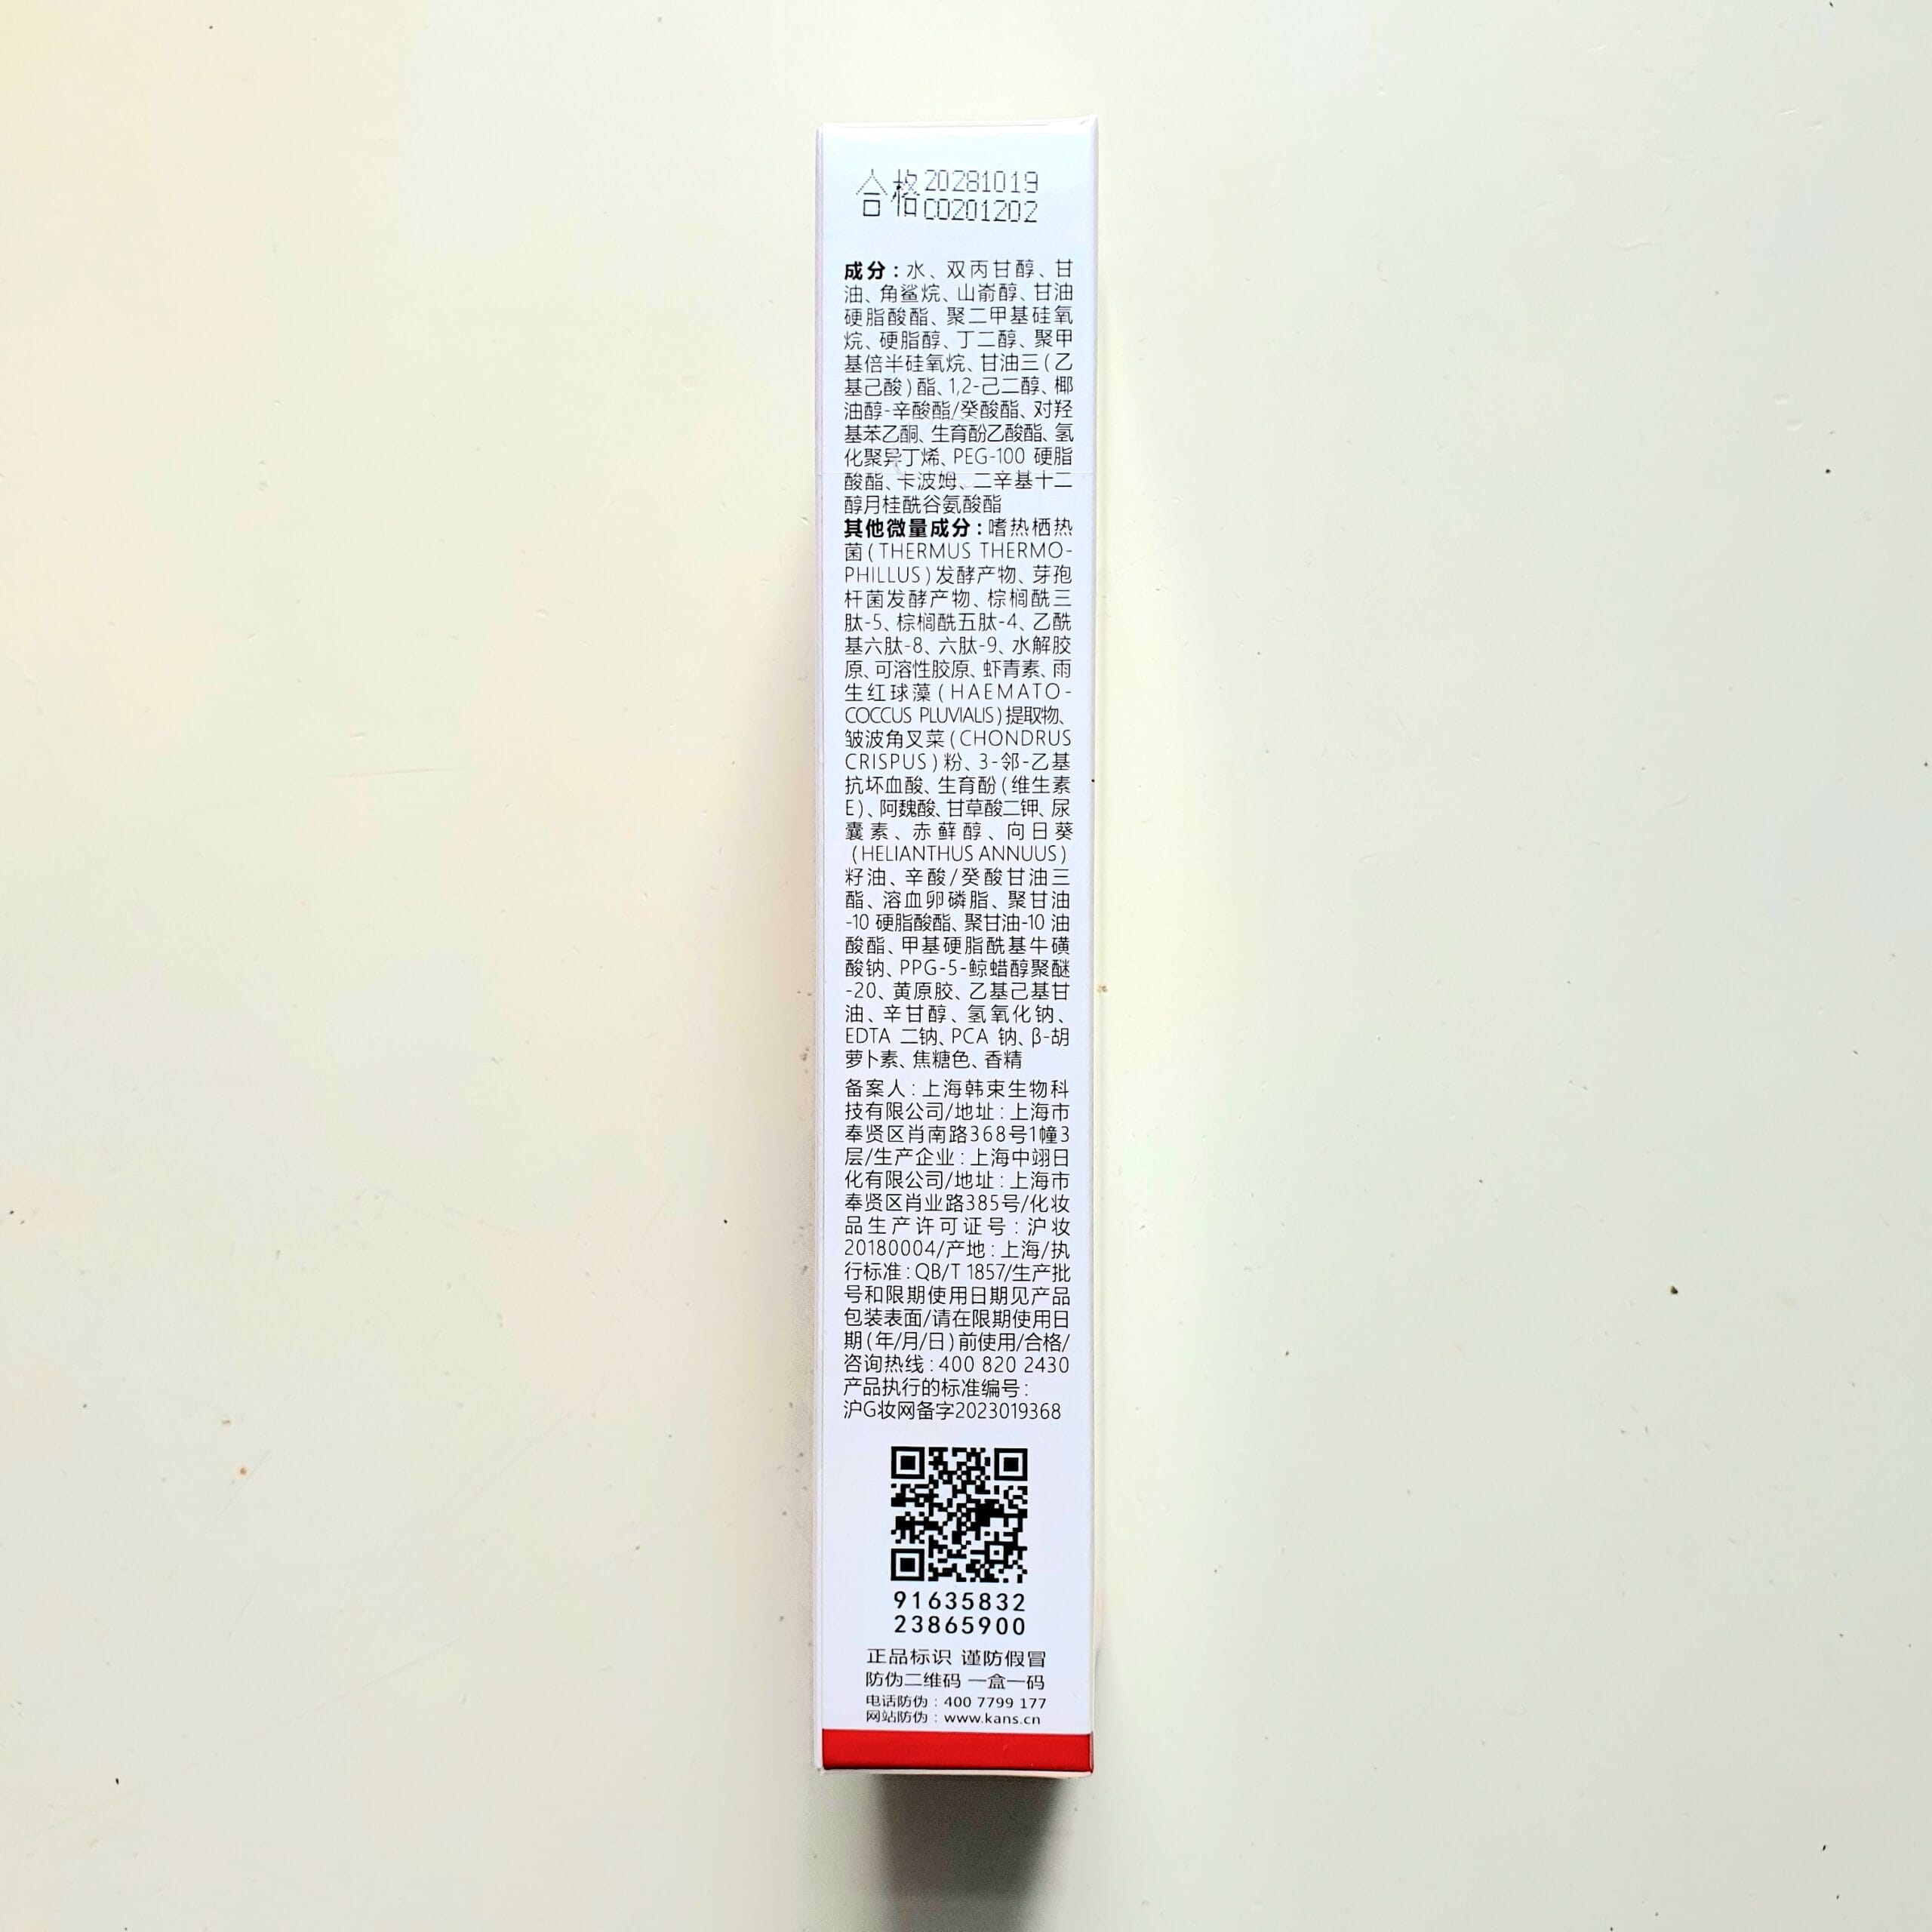 合格 20281019
C0201202
成分：水、双丙甘醇、甘
油、角鲨烷、山嵛醇、甘油
硬脂酸酯、聚二甲基硅氧
烷、硬脂醇、丁二醇、聚甲
基倍半硅氧烷、甘油三(乙
基己酸)酯、1,2-己二醇、椰
油醇-辛酸酯/癸酸酯、对羟
基苯乙酮、生育酚乙酸酯、氢
化聚异丁烯、PEG-100 硬脂
酸酯、卡波姆、二辛基十二
醇月桂酰谷氨酸酯
其他微量成分：嗜热栖热
菌(THERMUS THERMO-
PHILLUS)发酵产物、芽孢
杆菌发酵产物、棕榈酰三
肽-5、棕榈酰五肽-4、乙酰
基六肽-8、六肽-9、水解胶
原、可溶性胶原、虾青素、雨
生红球藻(HAEMATO-
COCCUS PLUVIALIS)提取物、
皱波角叉菜(CHONDRUS
CRISPUS)粉、3-邻-乙基
抗坏血酸、生育酚(维生素
E)、阿魏酸、甘草酸二钾、尿
囊素、赤藓醇、向日葵
(HELIANTHUS ANNUUS)
籽油、辛酸/癸酸甘油三
酯、溶血卵磷脂、聚甘油
-10 硬脂酸酯、聚甘油-10 油
酸酯、甲基硬脂酰基牛磺
酸钠、PPG-5-鲸蜡醇聚醚
-20、黄原胶、乙基己基甘
油、辛甘醇、氢氧化钠、
EDTA 二钠、PCA 钠、β-胡
萝卜素、焦糖色、香精
备案人：上海韩束生物科
技有限公司/地址：上海市
奉贤区肖南路368号1幢3
层/生产企业：上海中翊日
化有限公司/地址：上海市
奉贤区肖业路385号/化妆
品生产许可证号：沪妆
20180004/产地：上海/执
行标准：QB/T 1857/生产批
号和限期使用日期见产品
包装表面/请在限期使用日
期(年/月/日)前使用/合格/
咨询热线：400 820 2430
产品执行的标准编号：
沪G妆网备字2023019368
91635832
23865900
正品标识 谨防假冒
防伪二维码 一盒一码
电话防伪：400 7799 177
网站防伪：www.kans.cn